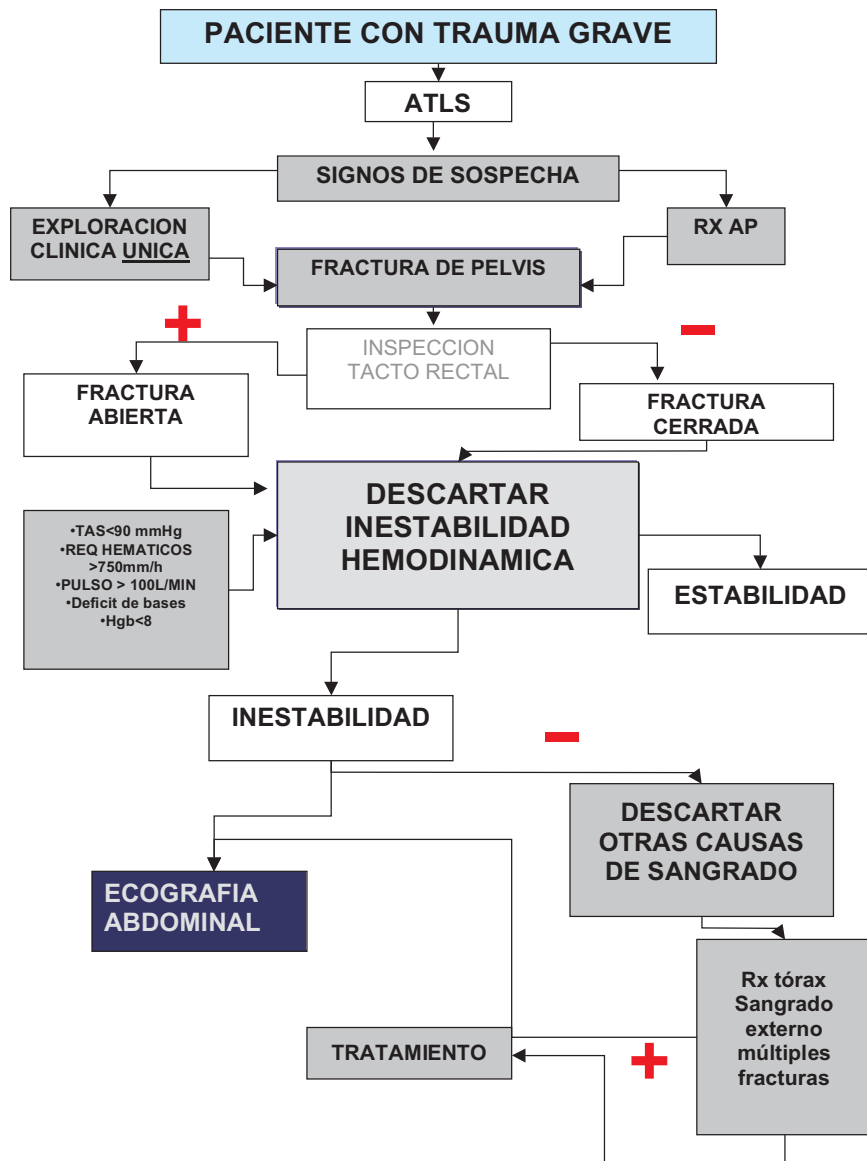 PACIENTE CON TRAUMA GRAVE
ATLS
SIGNOS DE SOSPECHA
EXPLORACION
CLINICA UNICA
RX AP
FRACTURA DE PELVIS
INSPECCION
TACTO RECTAL
FRACTURA
ABIERTA
FRACTURA
CERRADA
DESCARTAR
INESTABILIDAD
HEMODINAMICA
•TAS<90 mmHg
•REQ HEMATICOS
>750mm/h
•PULSO > 100L/MIN
•Deficit de bases
•Hgb<8
ESTABILIDAD
INESTABILIDAD
DESCARTAR
OTRAS CAUSAS
DE SANGRADO
ECOGRAFIA
ABDOMINAL
Rx tórax
Sangrado
externo
múltiples
fracturas
TRATAMIENTO